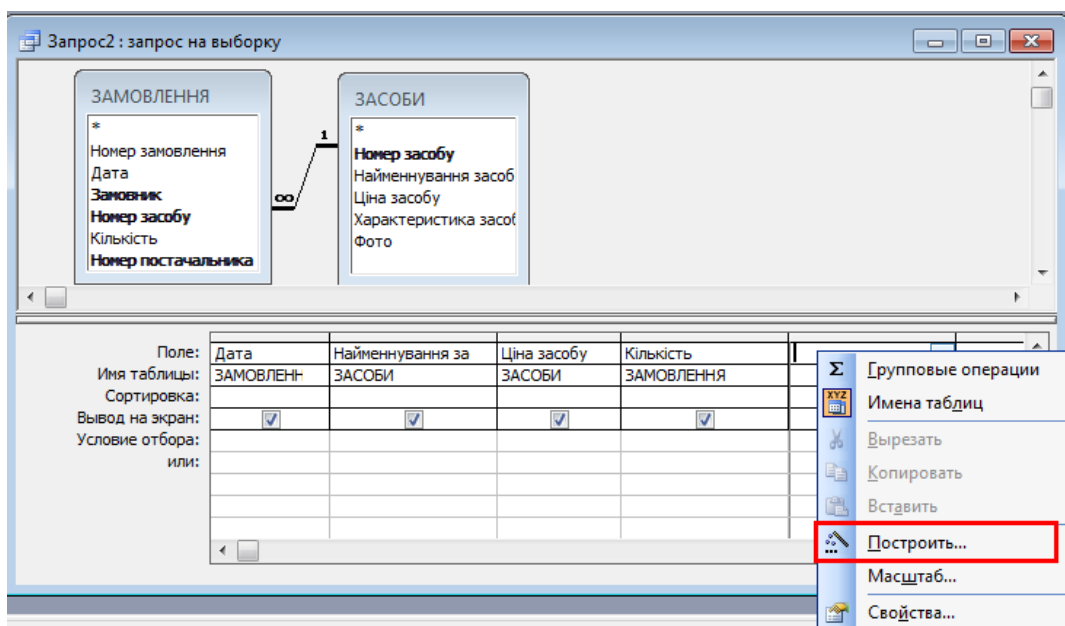 Запрос2 : запрос на выборку
ЗАМОВЛЕННЯ
*
Номер замовлення
Дата
Замовник
Номер засобу
Кількість
Номер постачальника
∞
1
ЗАСОБИ
*
Номер засобу
Найменнування засоб
Ціна засобу
Характеристика засоб
Фото
Поле: Дата Найменнування за Ціна засобу Кількість
Имя таблицы: ЗАМОВЛЕНН ЗАСОБИ ЗАСОБИ ЗАМОВЛЕННЯ
Сортировка:
Вывод на экран:
Условие отбора:
или:
Σ Групповые операции
XYZ Имена таблиц
Вырезать
Копировать
Вставить
Построить...
Масштаб...
Свойства...